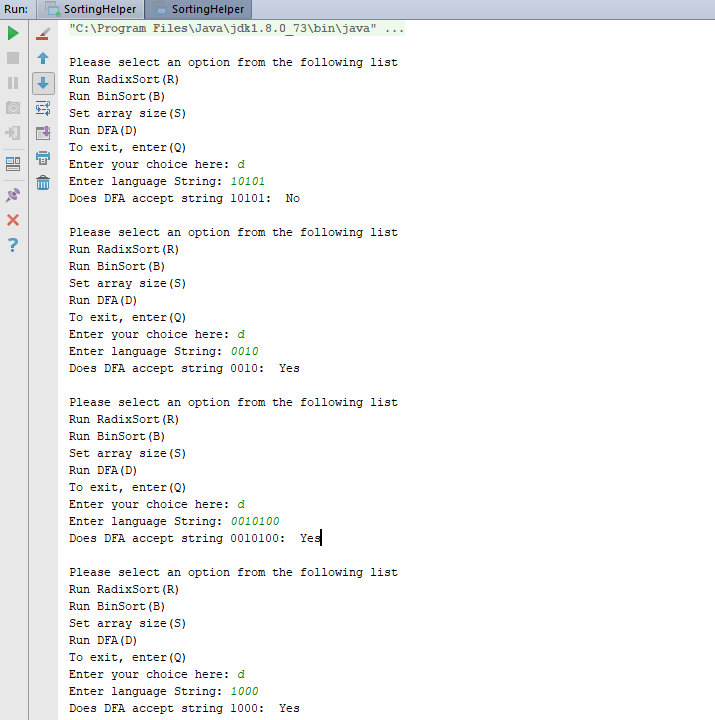 Run: SortingHelper SortingHelper
"C:\Program Files\Java\jdk1.8.0_73\bin\java" ...
Please select an option from the following list
Run RadixSort(R)
Run BinSort(B)
Set array size(S)
Run DFA(D)
To exit, enter(Q)
Enter your choice here: d
Enter language String: 10101
Does DFA accept string 10101:  No
Please select an option from the following list
Run RadixSort(R)
Run BinSort(B)
Set array size(S)
Run DFA(D)
To exit, enter(Q)
Enter your choice here: d
Enter language String: 0010
Does DFA accept string 0010:  Yes
Please select an option from the following list
Run RadixSort(R)
Run BinSort(B)
Set array size(S)
Run DFA(D)
To exit, enter(Q)
Enter your choice here: d
Enter language String: 0010100
Does DFA accept string 0010100:  Yes
Please select an option from the following list
Run RadixSort(R)
Run BinSort(B)
Set array size(S)
Run DFA(D)
To exit, enter(Q)
Enter your choice here: d
Enter language String: 1000
Does DFA accept string 1000:  Yes